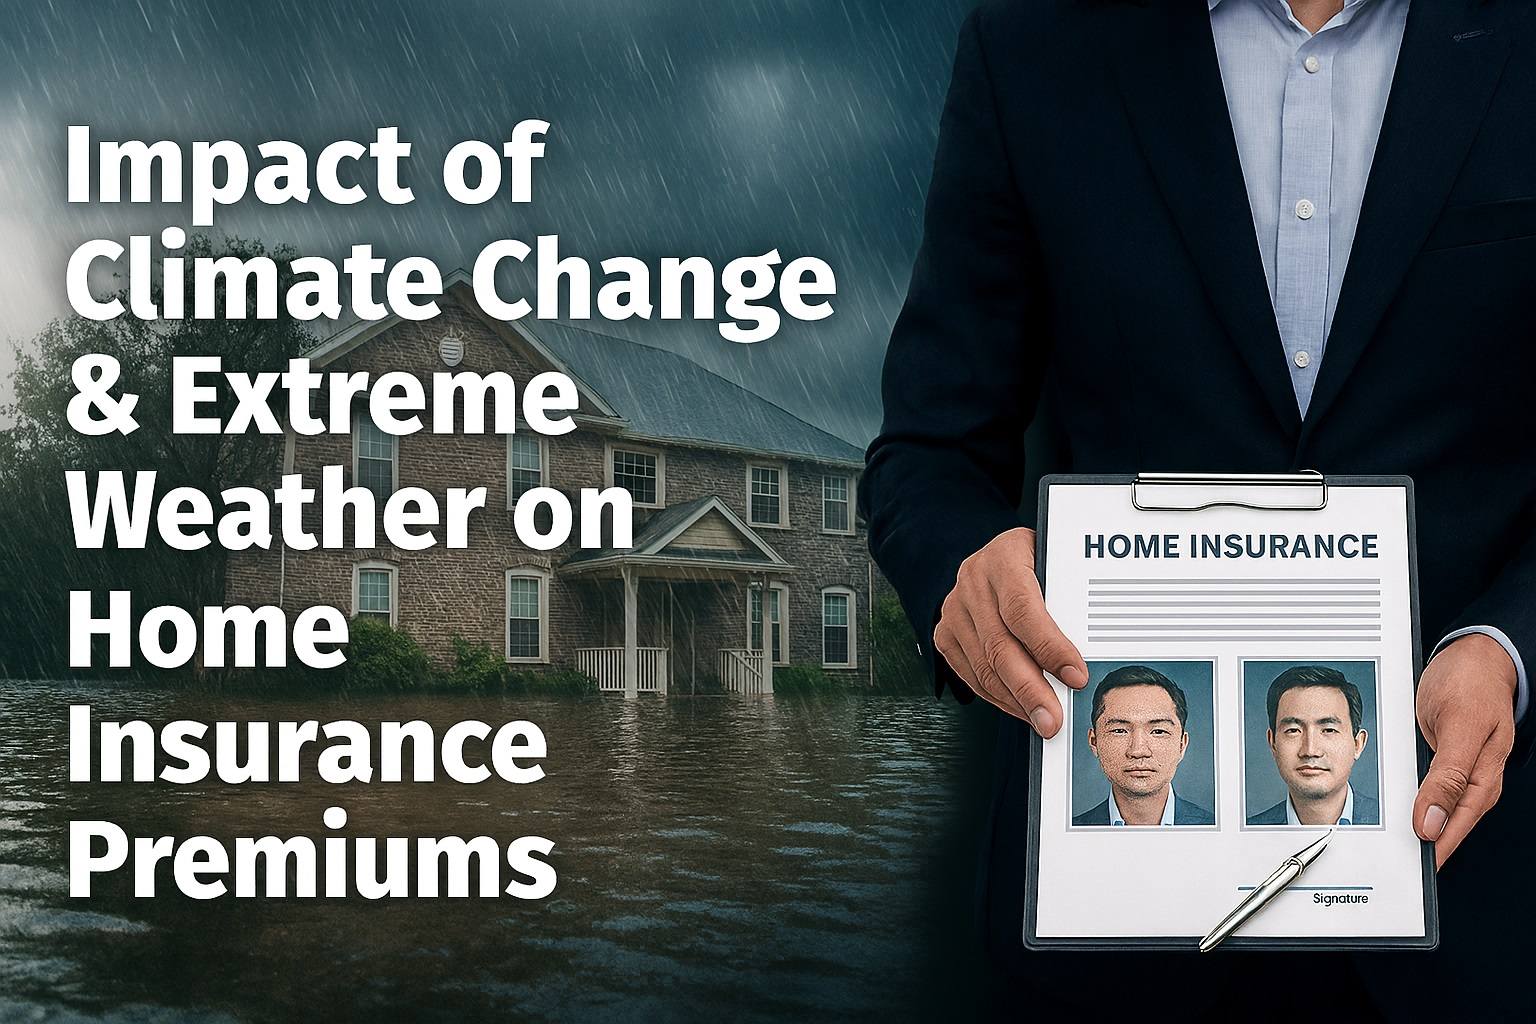 Impact of
Climate Change
& Extreme
Weather on
Home
Insurance
Premiums
HOME INSURANCE
Signature